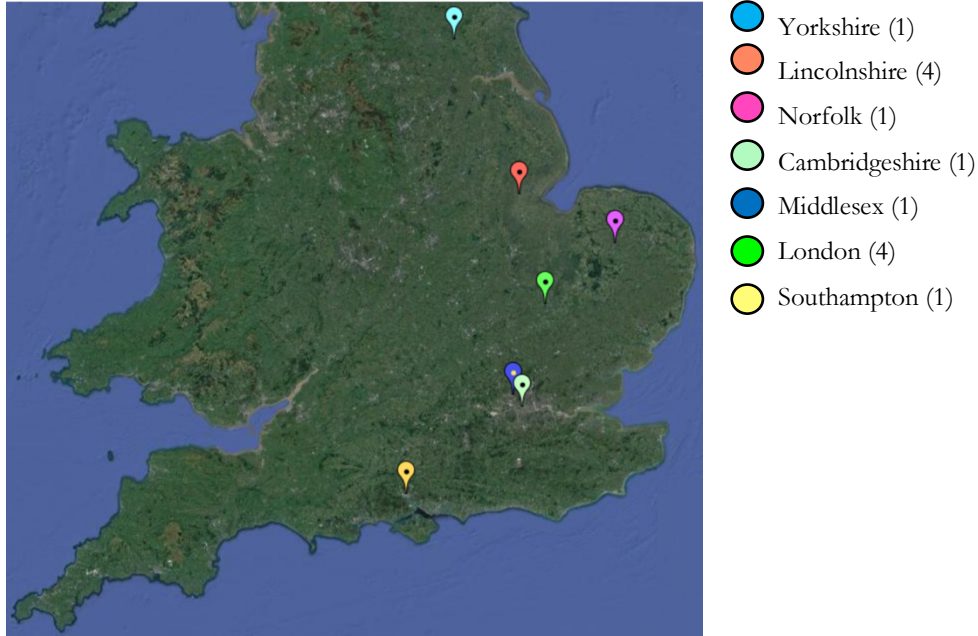 Yorkshire (1)
Lincolnshire (4)
Norfolk (1)
Cambridgeshire (1)
Middlesex (1)
London (4)
Southampton (1)